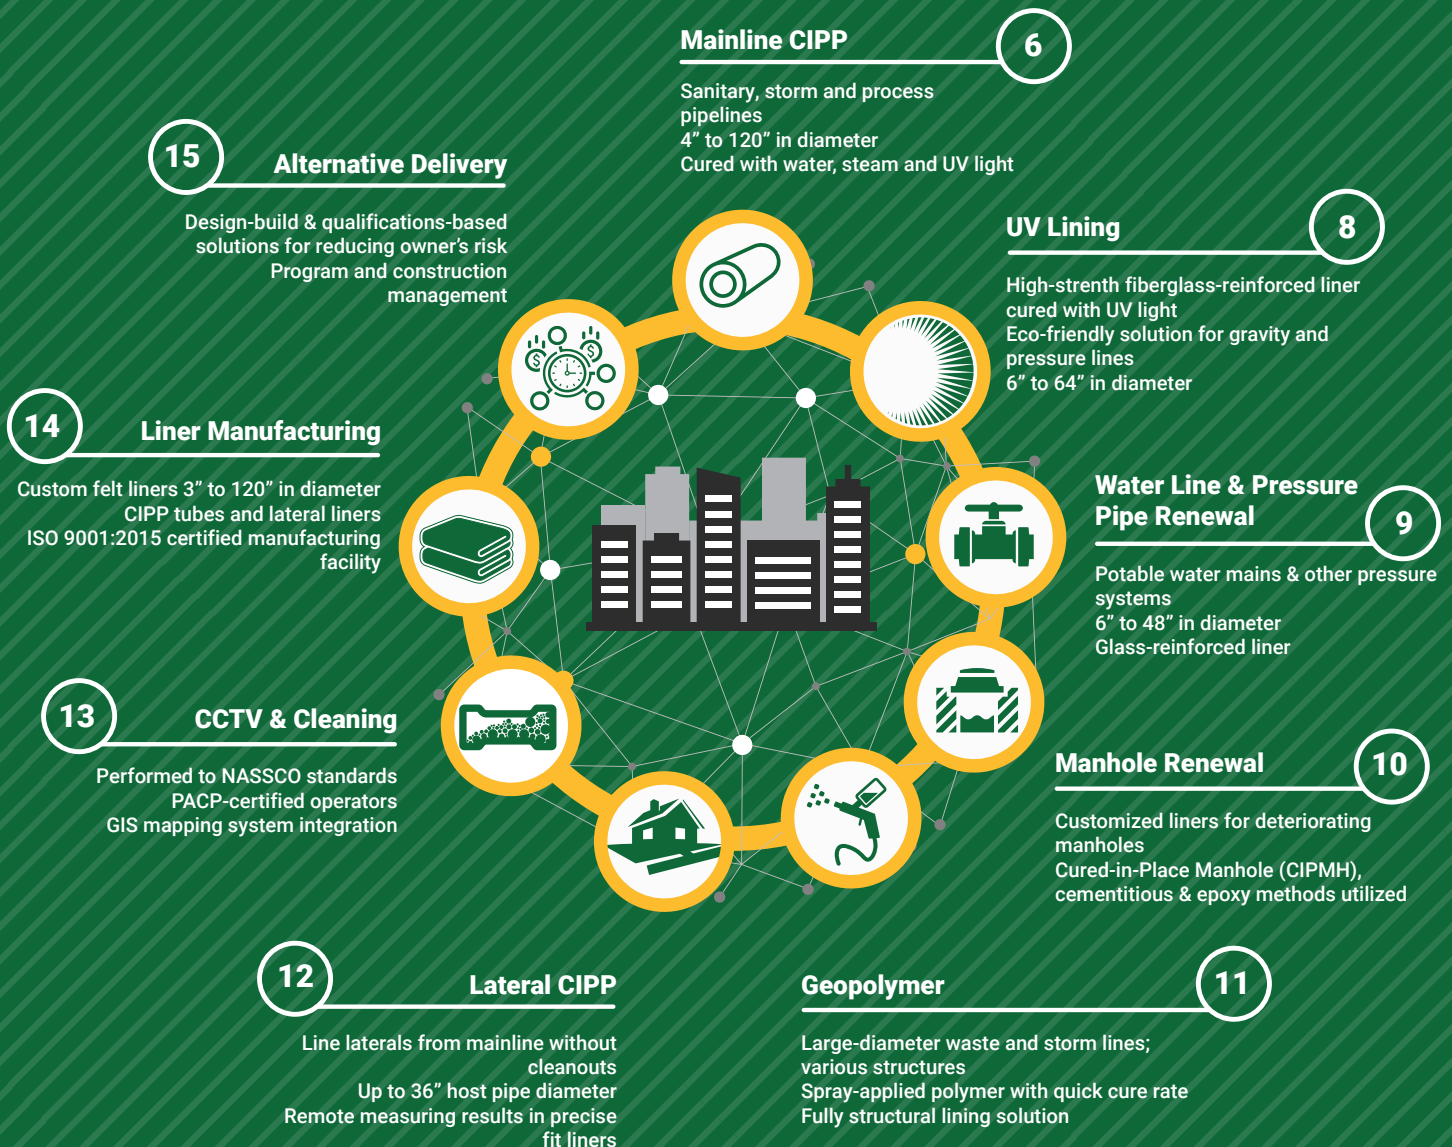 Mainline CIPP
6
Sanitary, storm and process
pipelines
4” to 120” in diameter
Cured with water, steam and UV light
UV Lining
8
High-strenth fiberglass-reinforced liner
cured with UV light
Eco-friendly solution for gravity and
pressure lines
6” to 64” in diameter
Water Line & Pressure
Pipe Renewal
9
Potable water mains & other pressure
systems
6” to 48” in diameter
Glass-reinforced liner
Manhole Renewal
10
Customized liners for deteriorating
manholes
Cured-in-Place Manhole (CIPMH),
cementitious & epoxy methods utilized
Geopolymer
11
Large-diameter waste and storm lines;
various structures
Spray-applied polymer with quick cure rate
Fully structural lining solution
12
Lateral CIPP
Line laterals from mainline without
cleanouts
Up to 36” host pipe diameter
Remote measuring results in precise
fit liners
13
CCTV & Cleaning
Performed to NASSCO standards
PACP-certified operators
GIS mapping system integration
14
Liner Manufacturing
Custom felt liners 3” to 120” in diameter
CIPP tubes and lateral liners
ISO 9001:2015 certified manufacturing
facility
15
Alternative Delivery
Design-build & qualifications-based
solutions for reducing owner’s risk
Program and construction
management
$
$